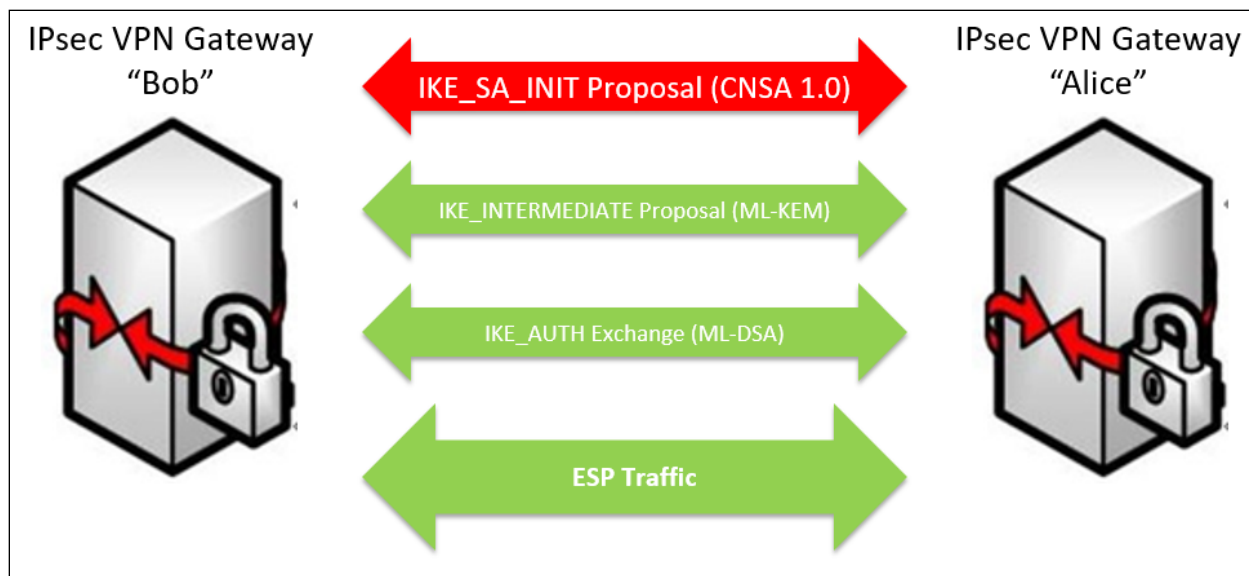 IPsec VPN Gateway
“Bob”
IPsec VPN Gateway
“Alice”
IKE_SA_INIT Proposal (CNSA 1.0)
IKE_INTERMEDIATE Proposal (ML-KEM)
IKE_AUTH Exchange (ML-DSA)
ESP Traffic